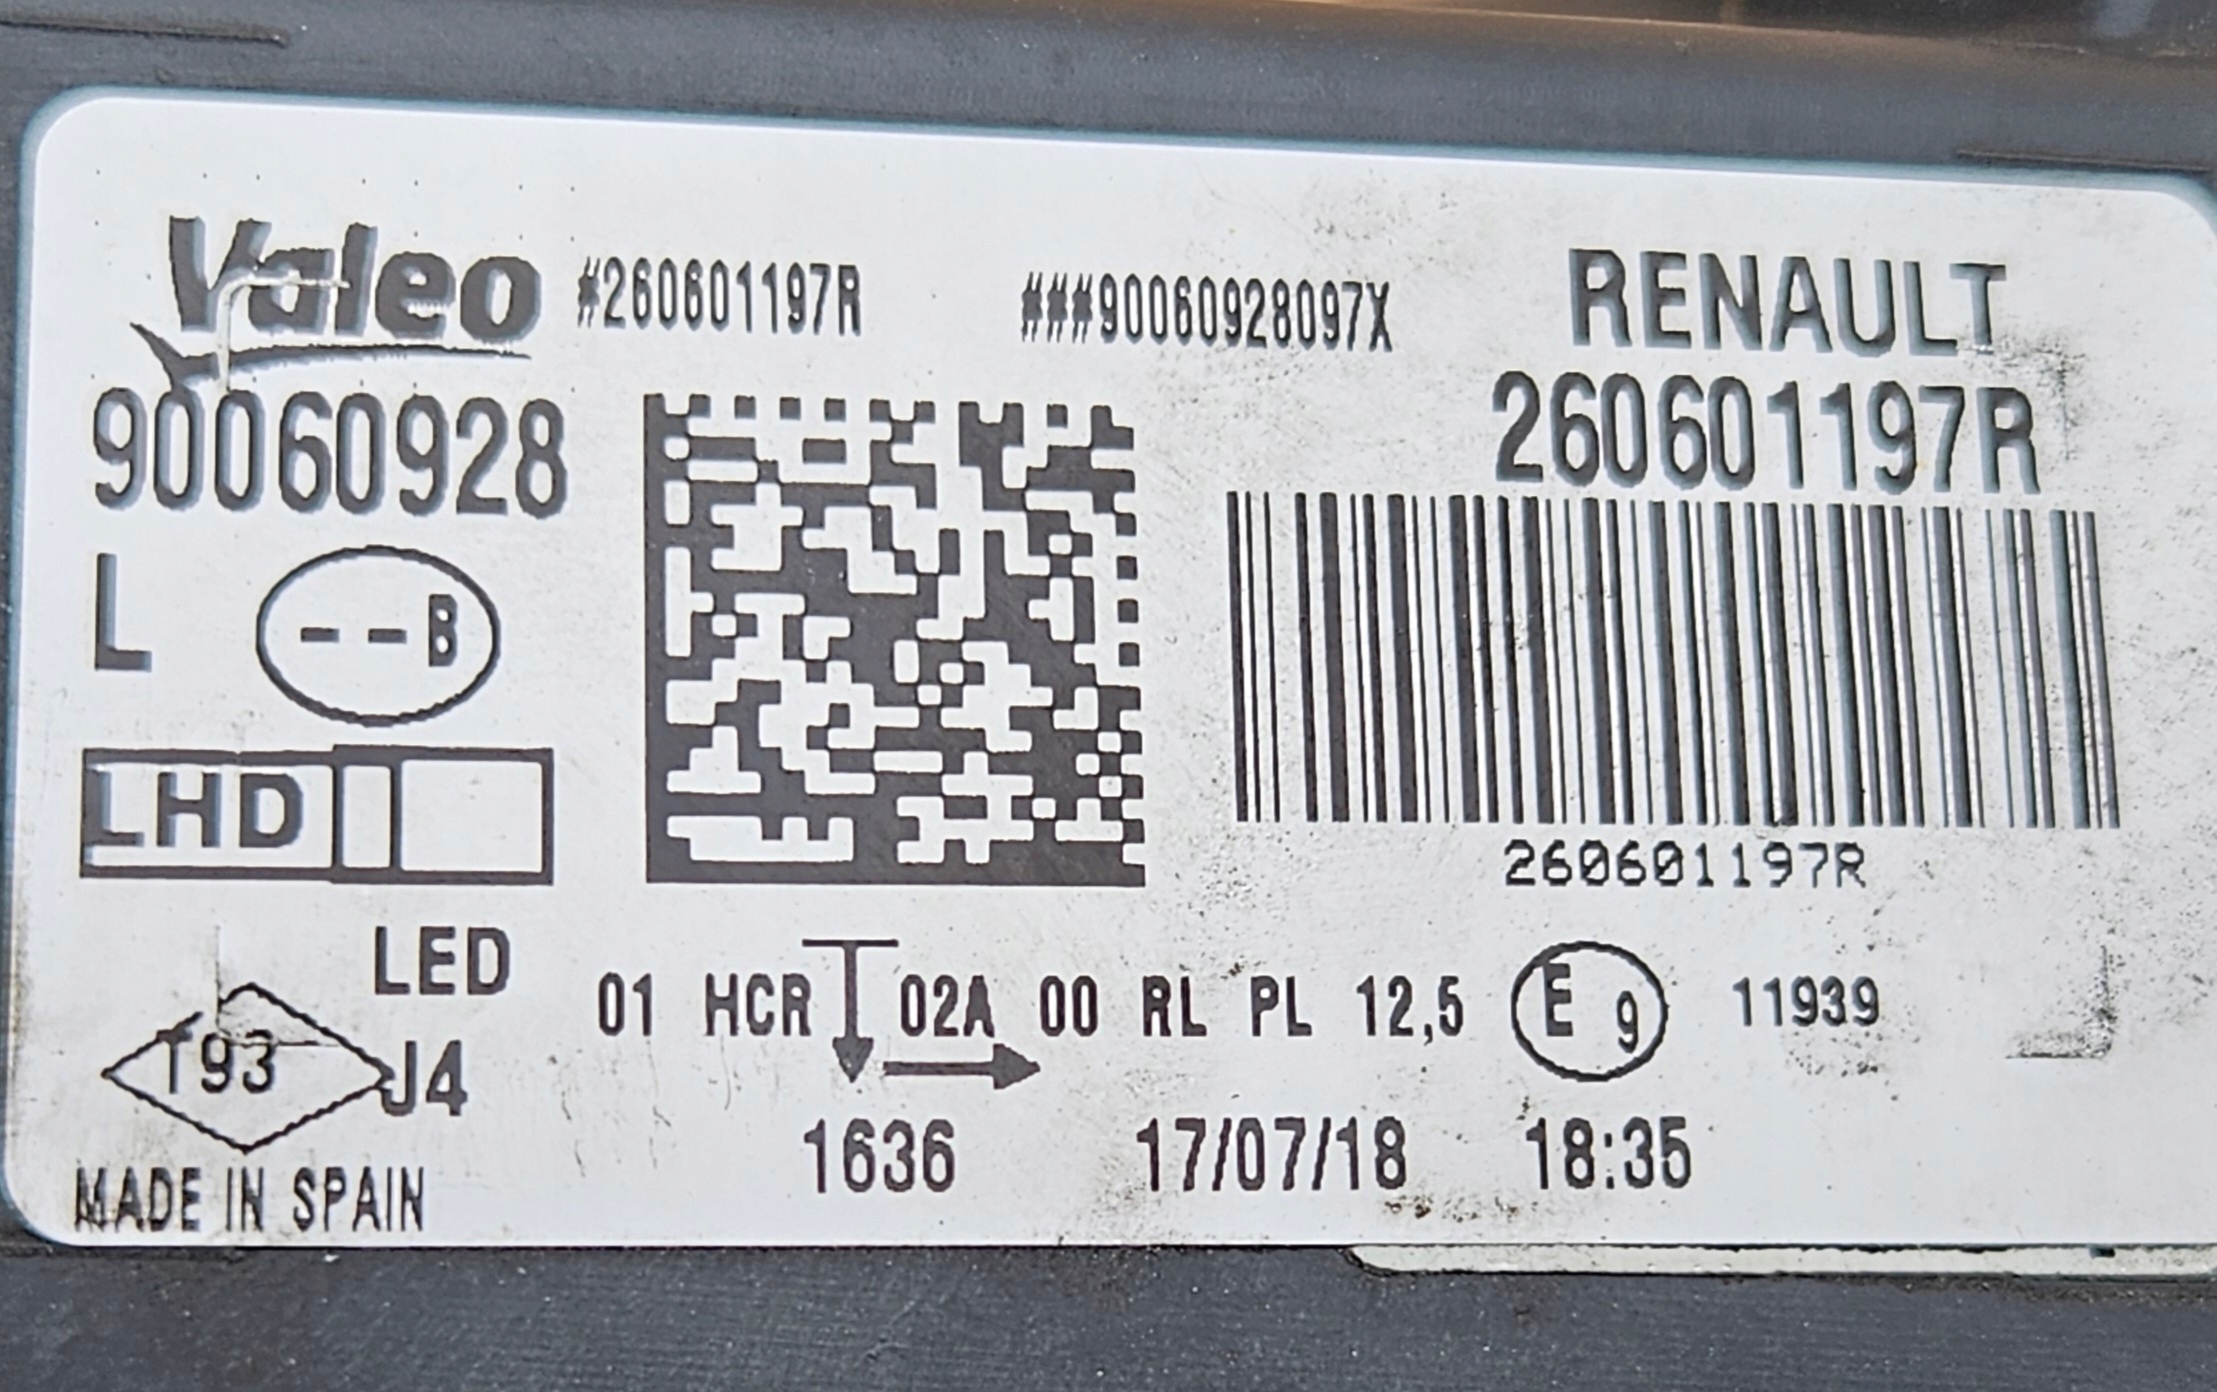 Valeo #260601197R ###90060928097X RENAULT
90060928 260601197R
L --B
LHD
260601197R
LED
01 HCR 02A 00 RL PL 12,5 E 9 11939
T93 J4
1636 17/07/18 18:35
MADE IN SPAIN